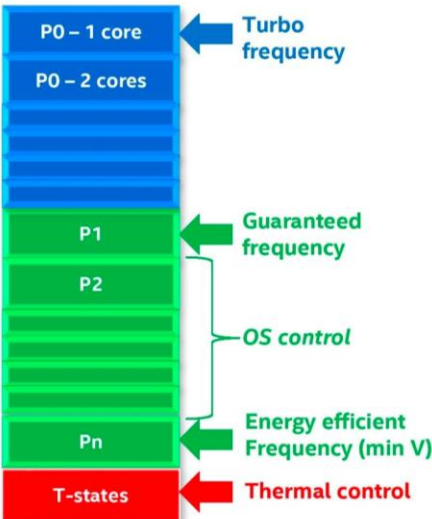 P0 – 1 core
Turbo
frequency
P0 – 2 cores
P1
Guaranteed
frequency
P2
OS control
Pn
Energy efficient
Frequency (min V)
T-states
Thermal control